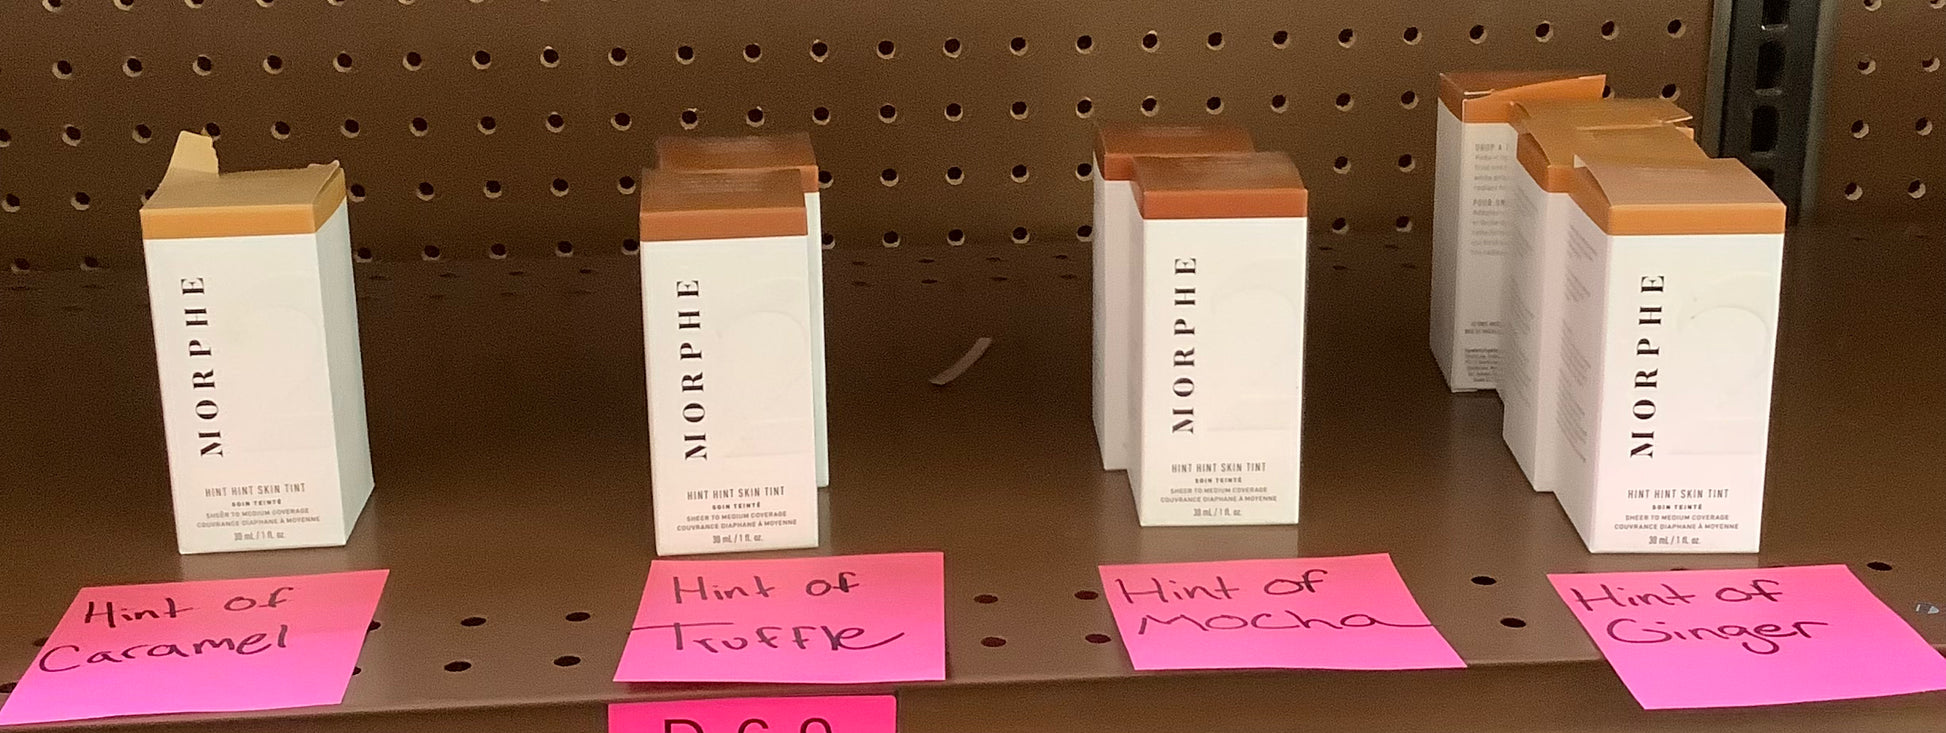 MORPHE
HINT HINT SKIN TINT
SOIN TEINTÉ
SHEER TO MEDIUM COVERAGE
COUVRANCE DIAPHANE À MOYENNE
30 mL / 1 fl. oz.
Hint of
Caramel
MORPHE
HINT HINT SKIN TINT
SOIN TEINTÉ
SHEER TO MEDIUM COVERAGE
COUVRANCE DIAPHANE À MOYENNE
30 mL / 1 fl. oz.
Hint of
Truffle
MORPHE
HINT HINT SKIN TINT
SOIN TEINTÉ
SHEER TO MEDIUM COVERAGE
COUVRANCE DIAPHANE À MOYENNE
30 mL / 1 fl. oz.
Hint of
Mocha
MORPHE
HINT HINT SKIN TINT
SOIN TEINTÉ
SHEER TO MEDIUM COVERAGE
COUVRANCE DIAPHANE À MOYENNE
30 mL / 1 fl. oz.
Hint of
Ginger